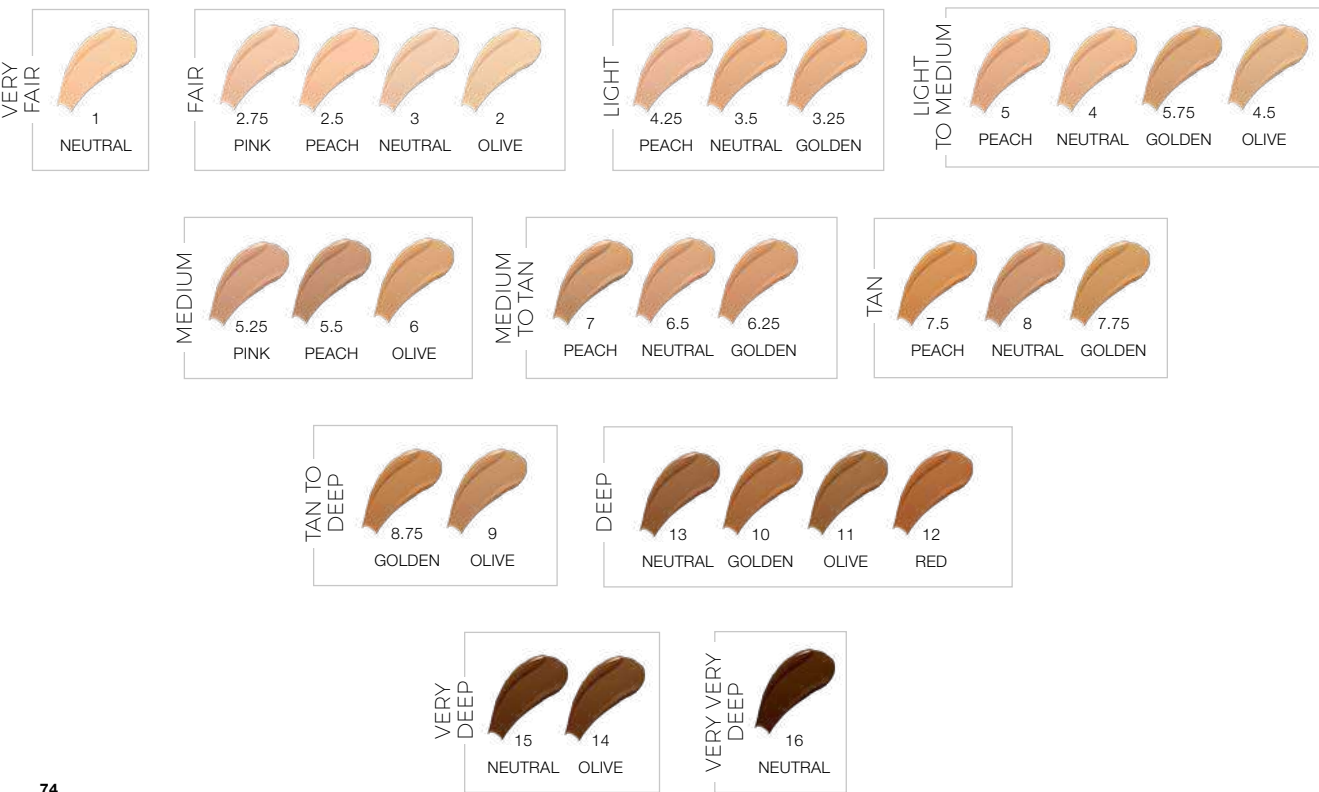 VERY
FAIR
1
NEUTRAL
FAIR
2.75 2.5 3 2
PINK PEACH NEUTRAL OLIVE
LIGHT
4.25 3.5 3.25
PEACH NEUTRAL GOLDEN
LIGHT
TO MEDIUM
5 4 5.75 4.5
PEACH NEUTRAL GOLDEN OLIVE
MEDIUM
5.25 5.5 6
PINK PEACH OLIVE
MEDIUM
TO TAN
7 6.5 6.25
PEACH NEUTRAL GOLDEN
TAN
7.5 8 7.75
PEACH NEUTRAL GOLDEN
TAN TO
DEEP
8.75 9
GOLDEN OLIVE
DEEP
13 10 11 12
NEUTRAL GOLDEN OLIVE RED
VERY
DEEP
15 14
NEUTRAL OLIVE
VERY VERY
DEEP
16
NEUTRAL
74